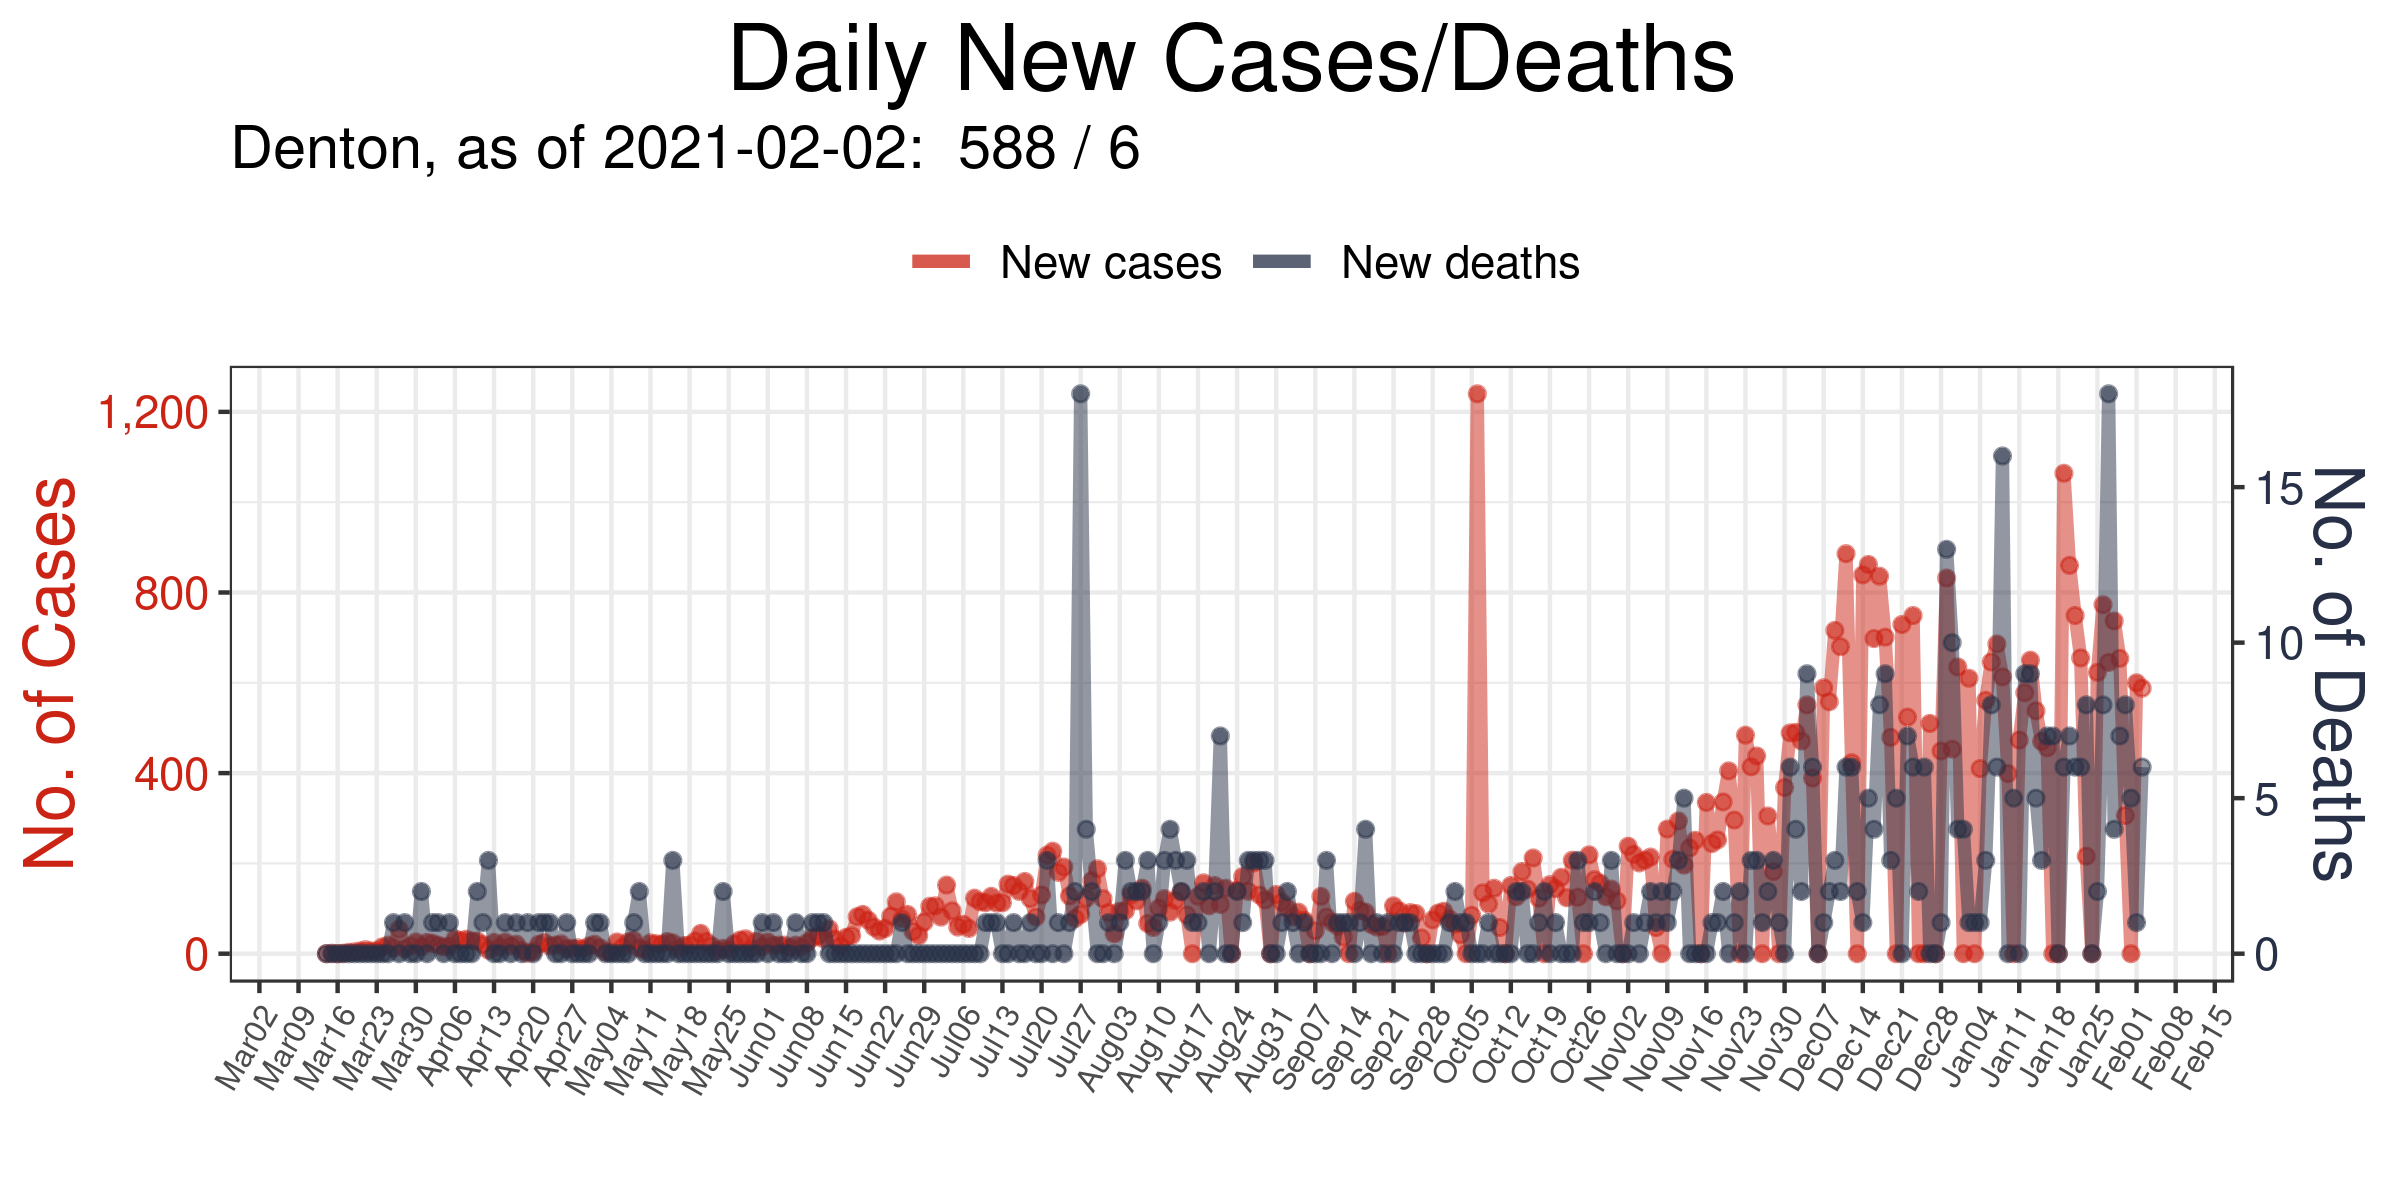 Daily New Cases/Deaths
Denton, as of 2021-02-02:  588 / 6
New cases New deaths
No. of Cases
1,200
800
400
0
15
10
5
0
No. of Deaths
Mar02 Mar09 Mar16 Mar23 Mar30 Apr06 Apr13 Apr20 Apr27 May04 May11 May18 May25 Jun01 Jun08 Jun15 Jun22 Jun29 Jul06 Jul13 Jul20 Jul27 Aug03 Aug10 Aug17 Aug24 Aug31 Sep07 Sep14 Sep21 Sep28 Oct05 Oct12 Oct19 Oct26 Nov02 Nov09 Nov16 Nov23 Nov30 Dec07 Dec14 Dec21 Dec28 Dec04 Jan11 Jan18 Jan25 Feb01 Feb08 Feb15